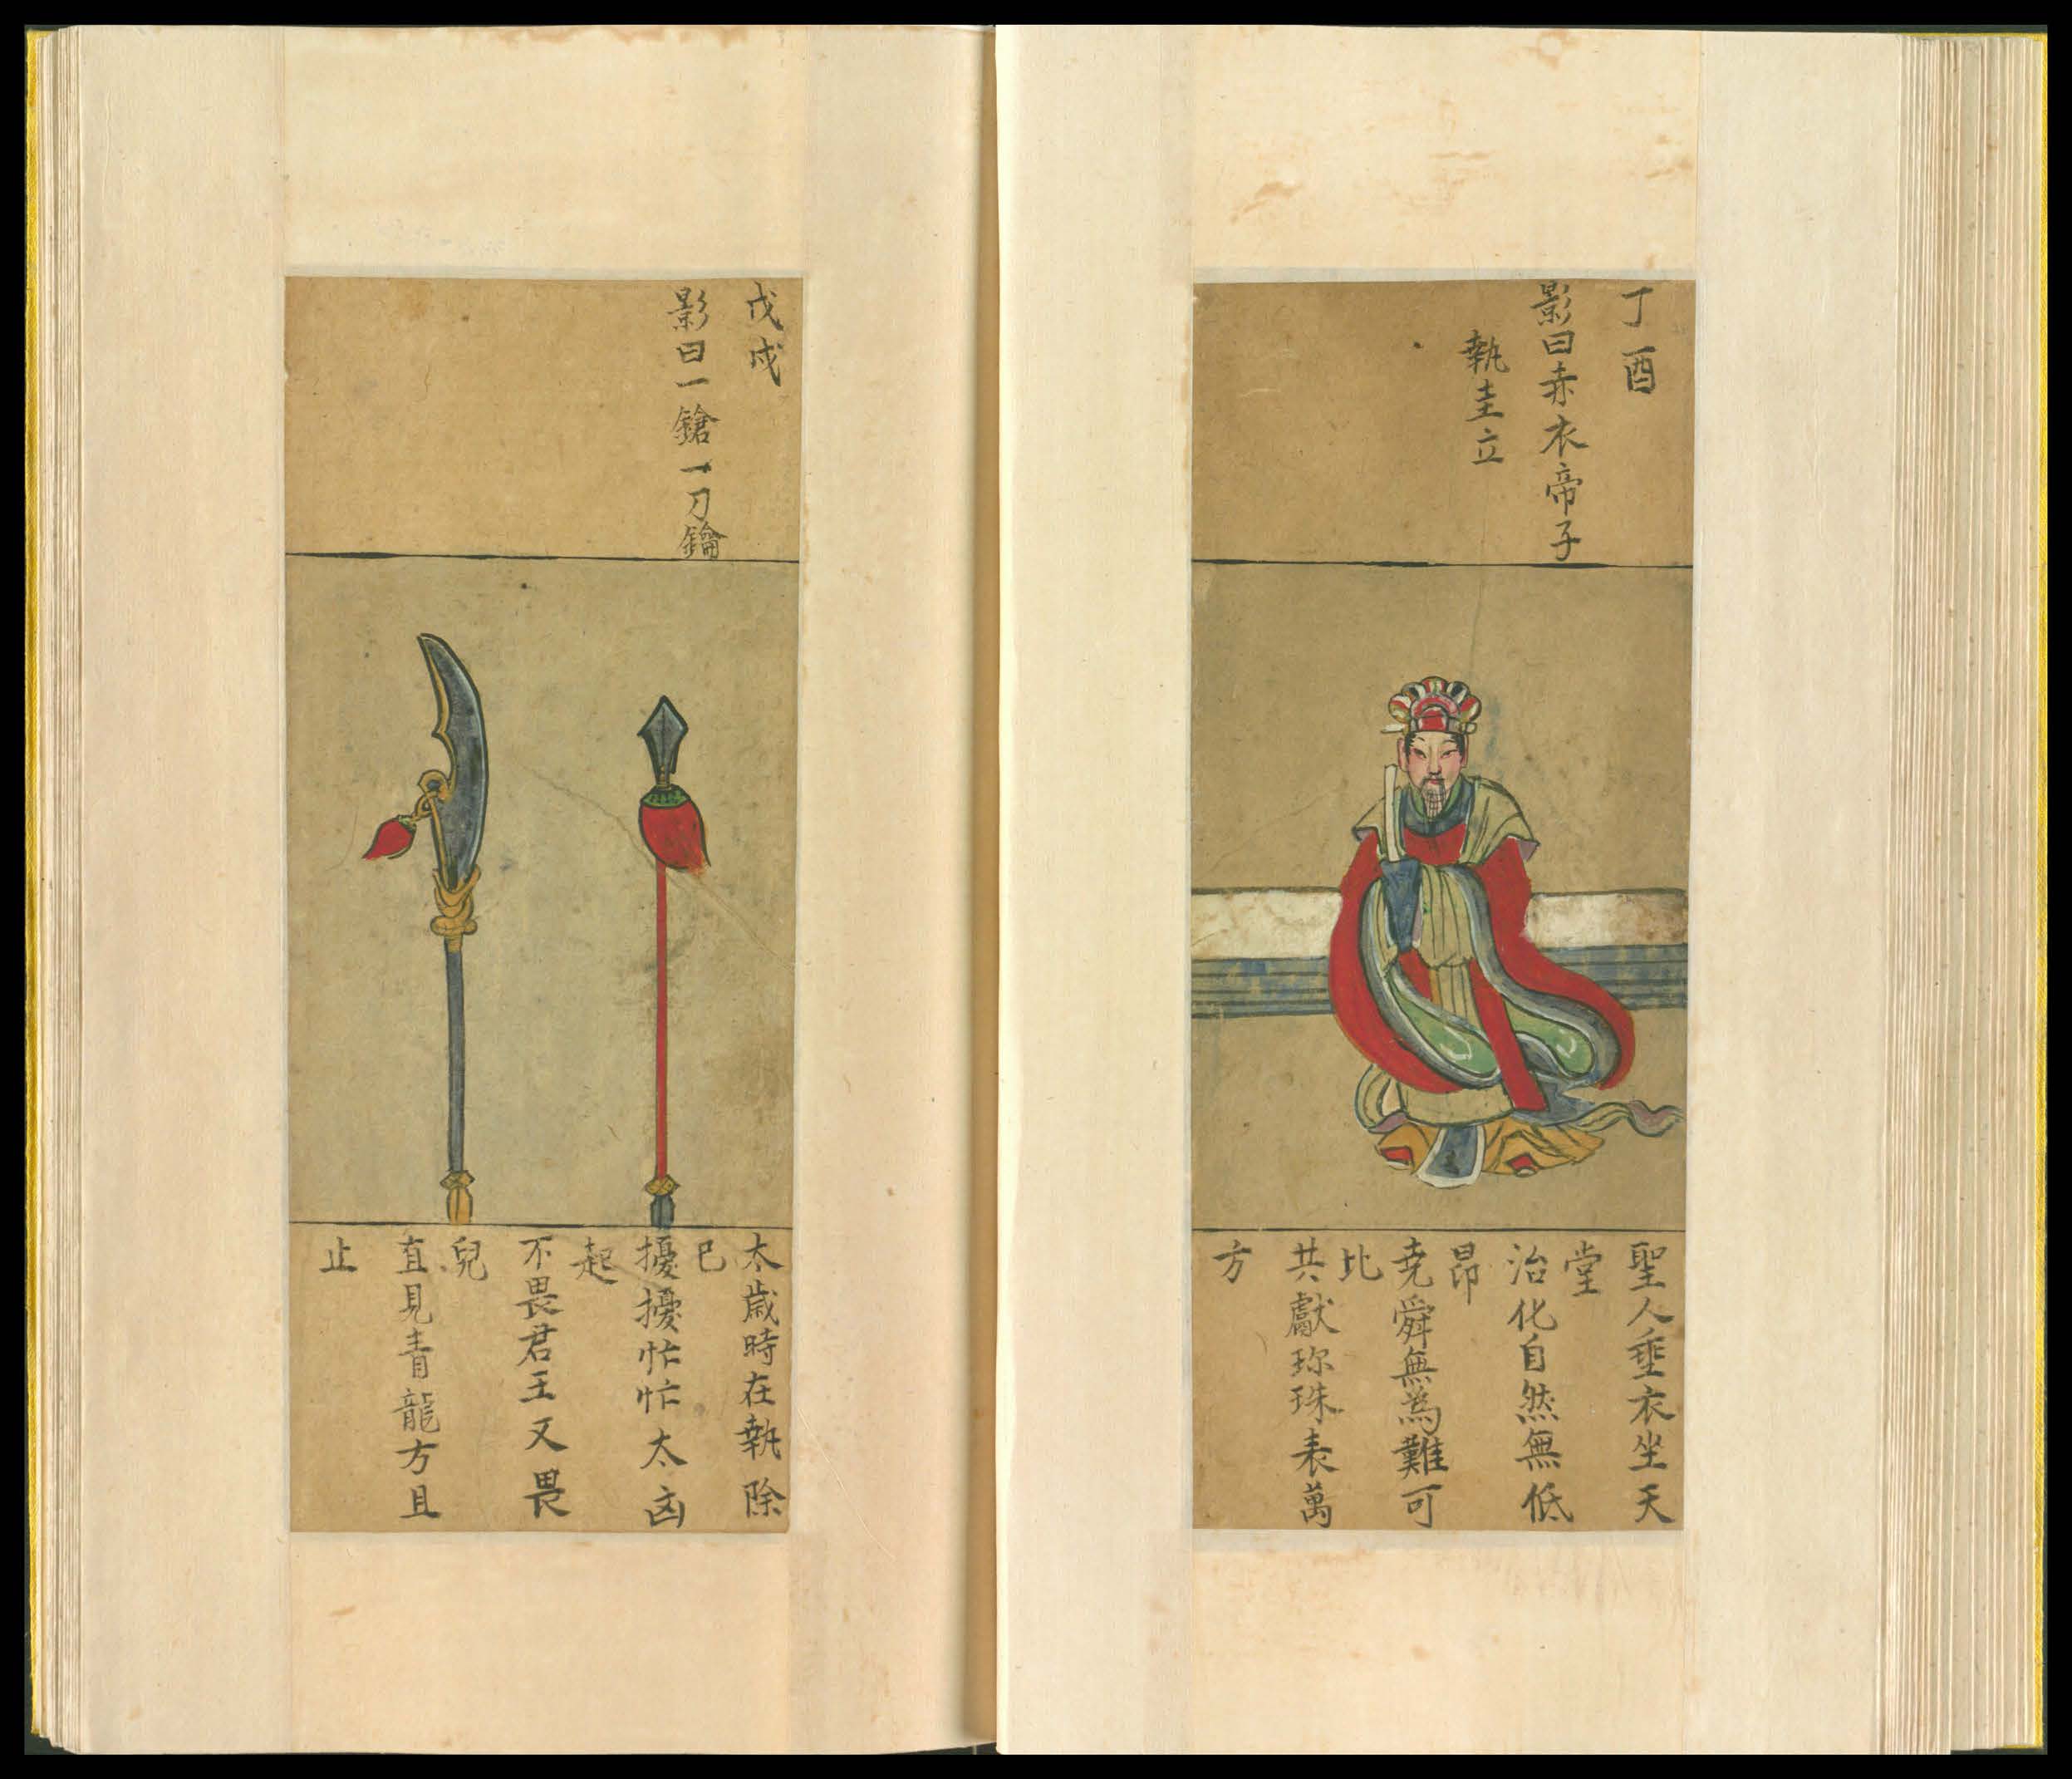 丁酉
影曰赤衣帝子
執圭立
聖人垂衣坐天
堂
治化自然無低
昂
堯舜無為難可
比
共獻珎珠表萬
方
戊戌
影曰一鎗一刀鑰
太歲時在執除
巳
擾擾忙忙太凶
起
不畏君王又畏
兒
直見青龍方且
止